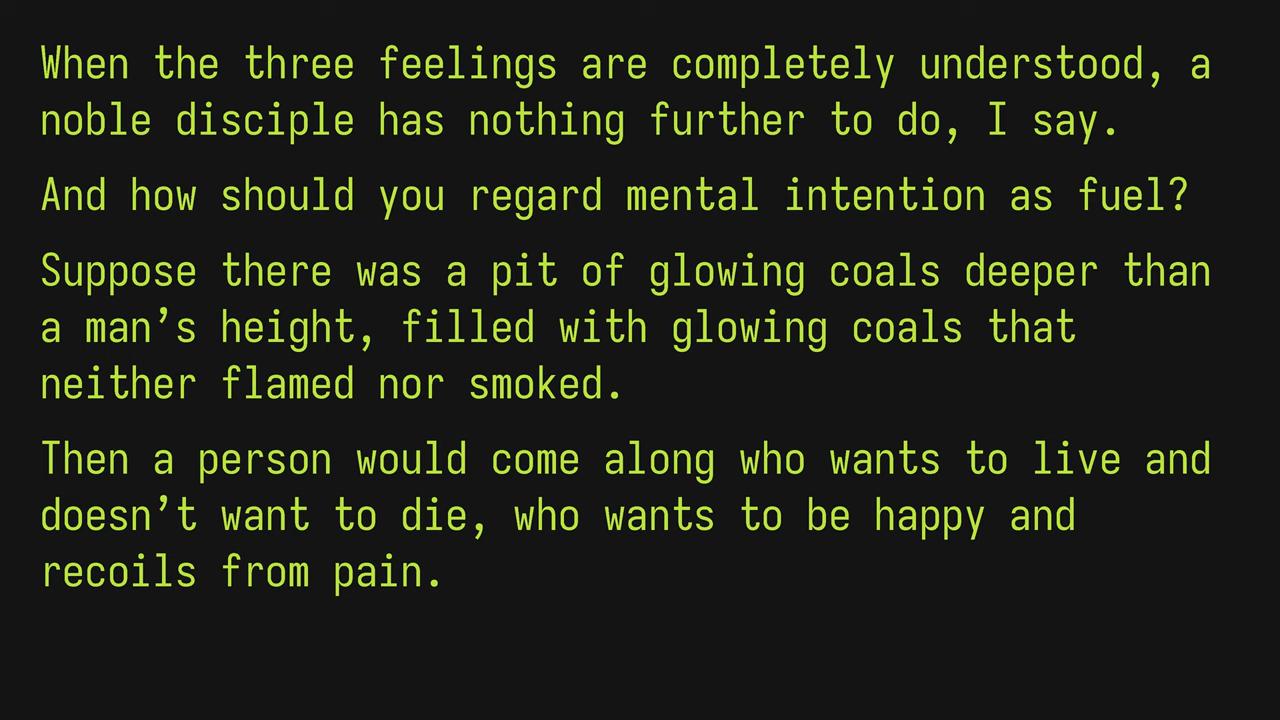 When the three feelings are completely understood, a
noble disciple has nothing further to do, I say.
And how should you regard mental intention as fuel?
Suppose there was a pit of glowing coals deeper than
a man’s height, filled with glowing coals that
neither flamed nor smoked.
Then a person would come along who wants to live and
doesn’t want to die, who wants to be happy and
recoils from pain.